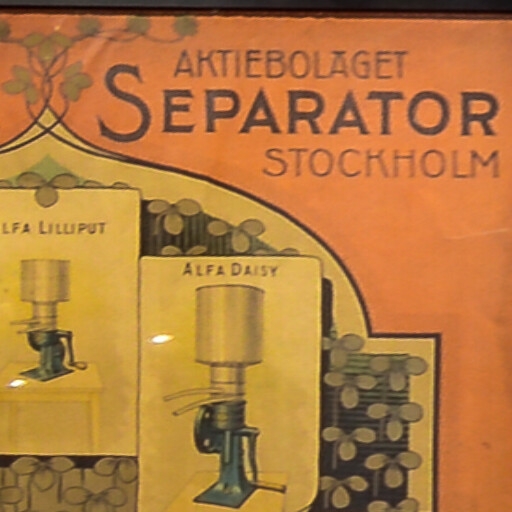 AKTIEBOLAGET
SEPARATOR
STOCKHOLM
LFA LILLIPUT
ALFA DAISY